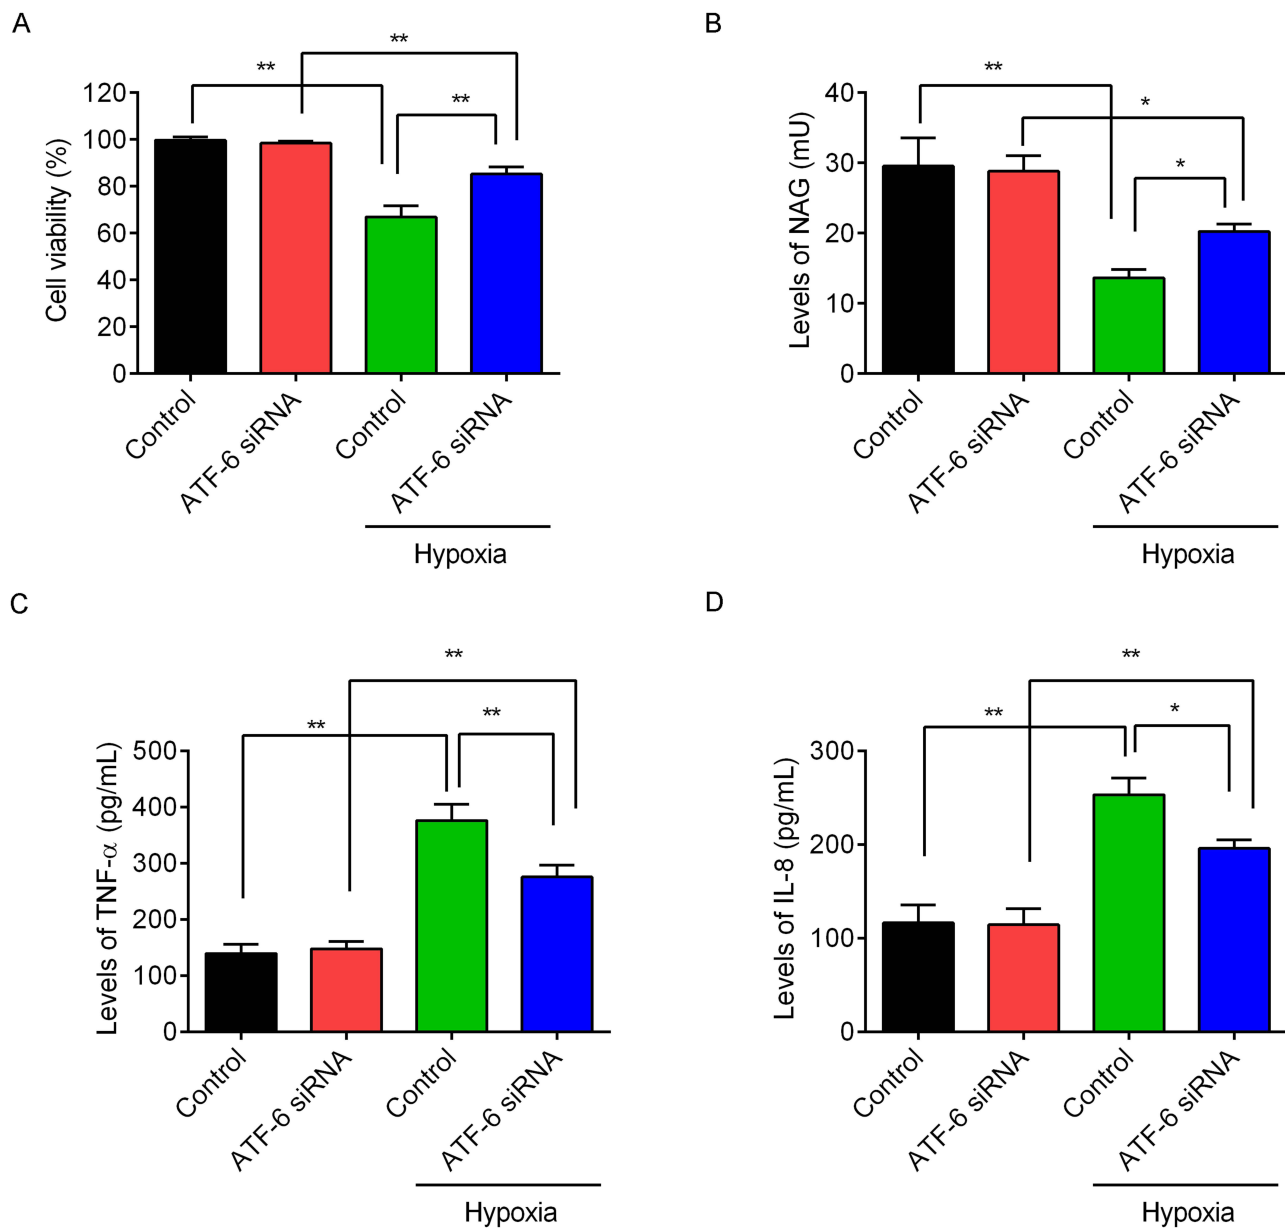 A
**
**
**
120
100
80
60
40
20
0
Cell viability (%)
Control
ATF-6 siRNA
Control
ATF-6 siRNA
Hypoxia
B
**
*
*
40
30
20
10
0
Levels of NAG (mU)
Control
ATF-6 siRNA
Control
ATF-6 siRNA
Hypoxia
C
**
**
**
500
400
300
200
100
0
Levels of TNF-α (pg/mL)
Control
ATF-6 siRNA
Control
ATF-6 siRNA
Hypoxia
D
**
**
*
300
200
100
0
Levels of IL-8 (pg/mL)
Control
ATF-6 siRNA
Control
ATF-6 siRNA
Hypoxia